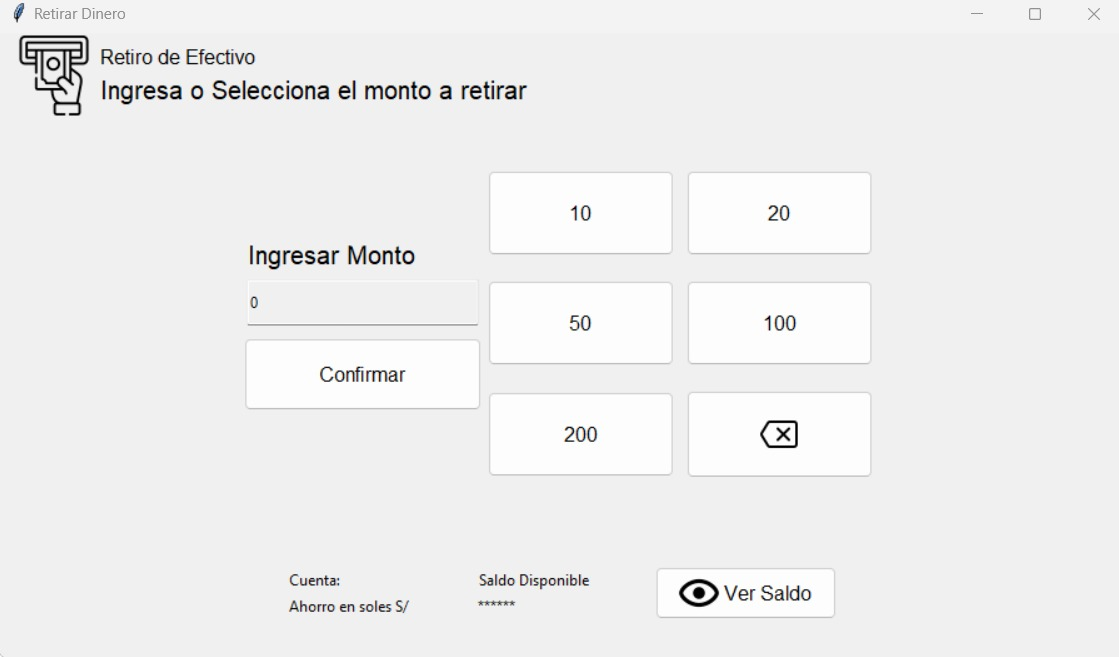 Retirar Dinero
Retiro de Efectivo
Ingresa o Selecciona el monto a retirar
10
20
Ingresar Monto
0
50
100
Confirmar
200
Cuenta:
Saldo Disponible
Ahorro en soles S/
******
Ver Saldo